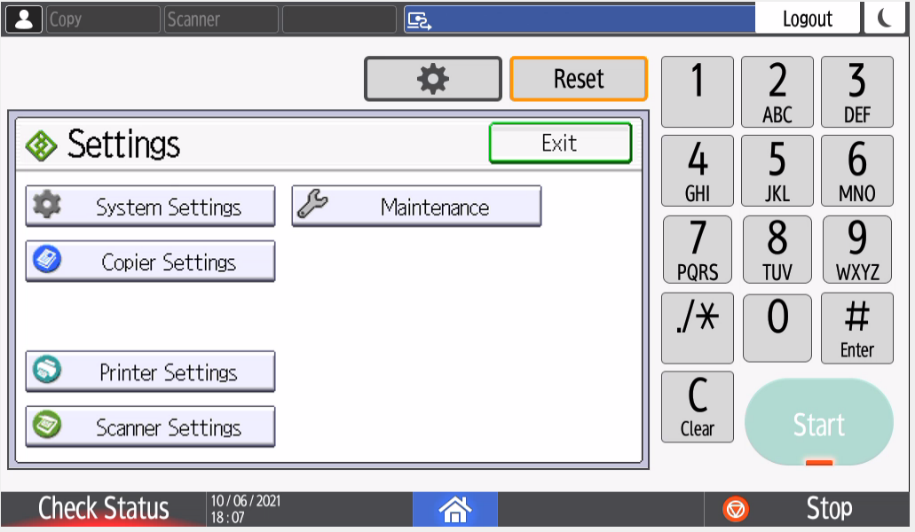 Copy Scanner Logout
Reset
Settings Exit
System Settings Maintenance
Copier Settings
Printer Settings
Scanner Settings
1 2 3
ABC DEF
4 5 6
GHI JKL MNO
7 8 9
PQRS TUV WXYZ
./* 0 #
Enter
C
Clear
Start
Check Status 10/06/2021
18:07
Stop